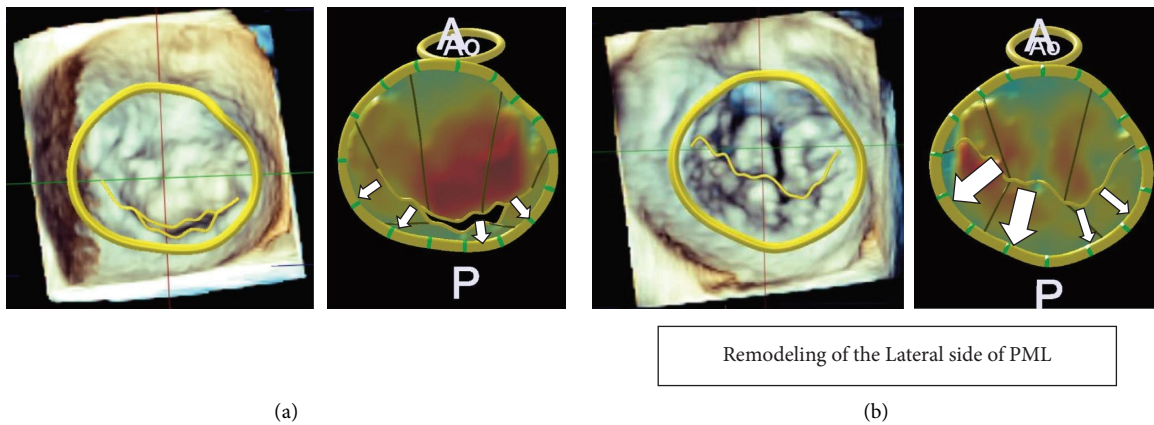 A
Ao
P
A
Ao
P
Remodeling of the Lateral side of PML
(a)
(b)